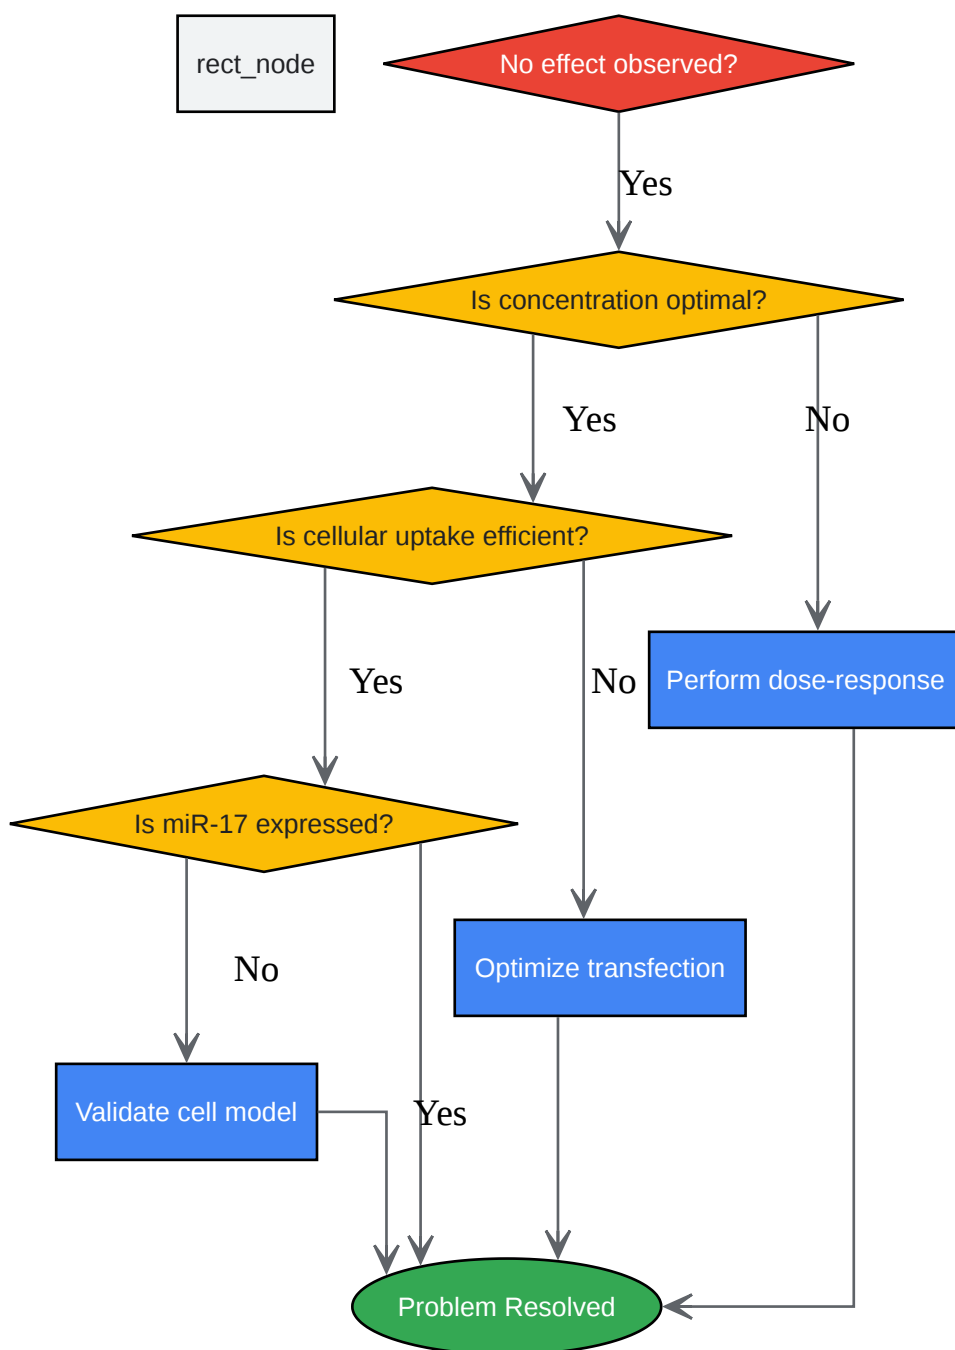 rect_node
No effect observed?
Yes
Is concentration optimal?
Yes
No
Is cellular uptake efficient?
Yes
No
Perform dose-response
Is miR-17 expressed?
No
Optimize transfection
Validate cell model
Yes
Problem Resolved